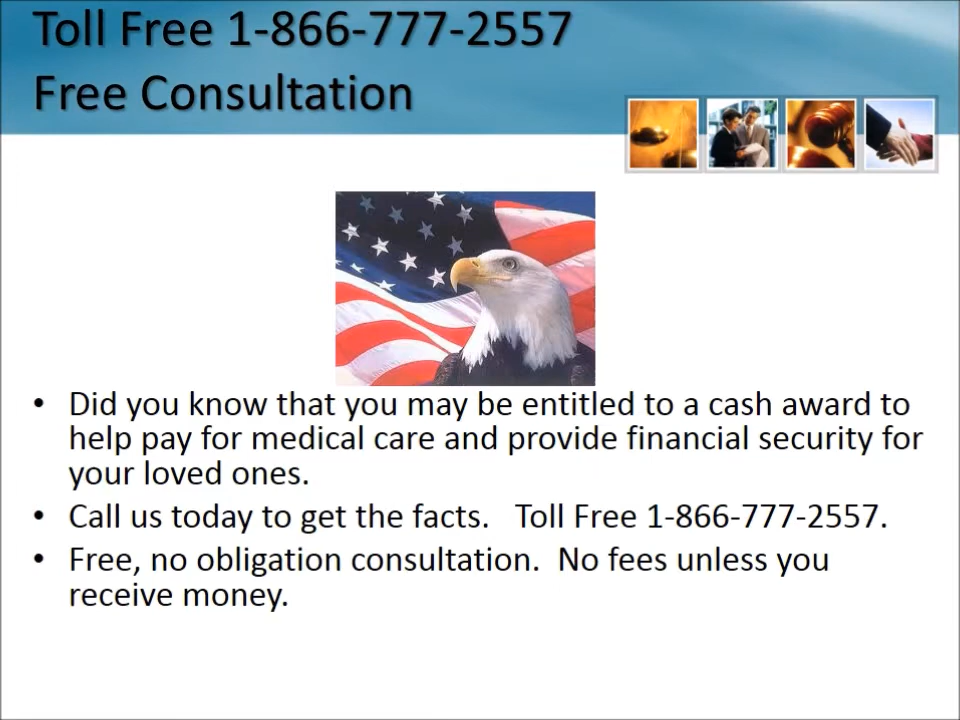 Toll Free 1-866-777-2557
Free Consultation
• Did you know that you may be entitled to a cash award to
help pay for medical care and provide financial security for
your loved ones.
• Call us today to get the facts.   Toll Free 1-866-777-2557.
• Free, no obligation consultation.  No fees unless you
receive money.